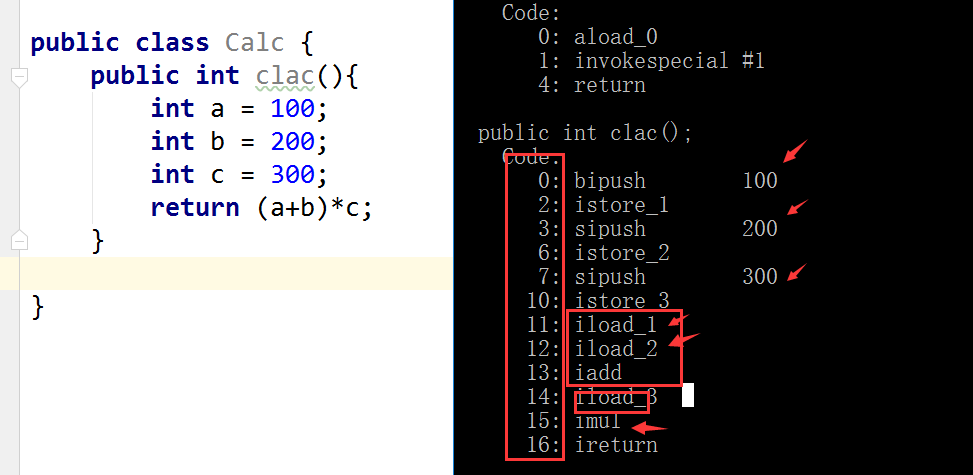 public class Calc {
public int clac(){
int a = 100;
int b = 200;
int c = 300;
return (a+b)*c;
}
}
Code:
0: aload_0
1: invokespecial #1
4: return
public int clac();
Code:
0: bipush 100
2: istore_1
3: sipush 200
6: istore_2
7: sipush 300
10: istore_3
11: iload_1
12: iload_2
13: iadd
14: iload_3
15: imul
16: ireturn